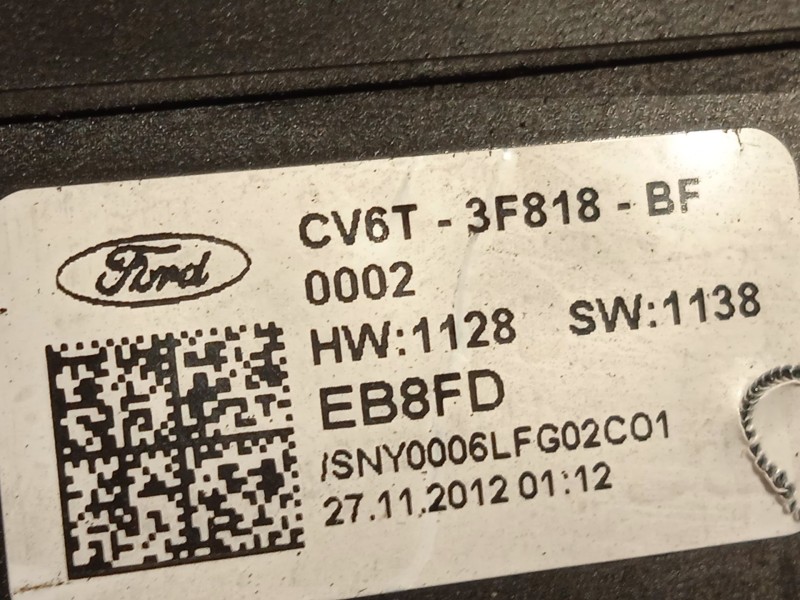 Ford
CV6T - 3F818 - BF
0002
HW:1128 SW:1138
EB8FD
/SNY0006LFG02C01
27.11.2012 01:12